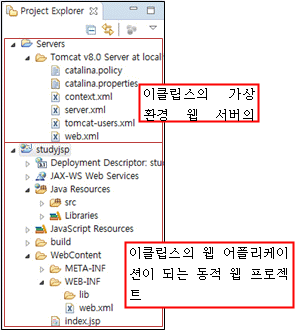 Project Explorer
Servers
Tomcat v8.0 Server at local
catalina.policy
catalina.properties
context.xml
server.xml
tomcat-users.xml
web.xml
이클립스의 가상
환경 웹 서버의
studyjsp
Deployment Descriptor: stu
JAX-WS Web Services
Java Resources
src
Libraries
JavaScript Resources
build
WebContent
META-INF
WEB-INF
lib
web.xml
index.jsp
이클립스의 웹 어플리케이
션이 되는 동적 웹 프로젝
트